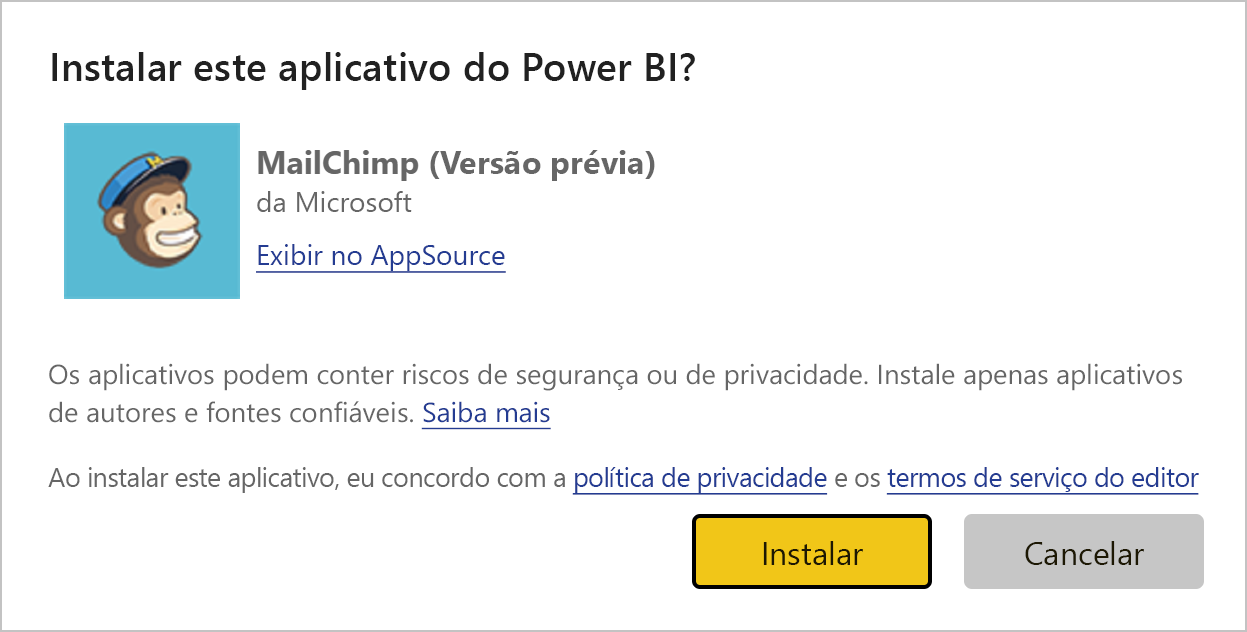 Instalar este aplicativo do Power BI?
MailChimp (Versão prévia)
da Microsoft
Exibir no AppSource
Os aplicativos podem conter riscos de segurança ou de privacidade. Instale apenas aplicativos
de autores e fontes confiáveis. Saiba mais
Ao instalar este aplicativo, eu concordo com a política de privacidade e os termos de serviço do editor
Instalar
Cancelar